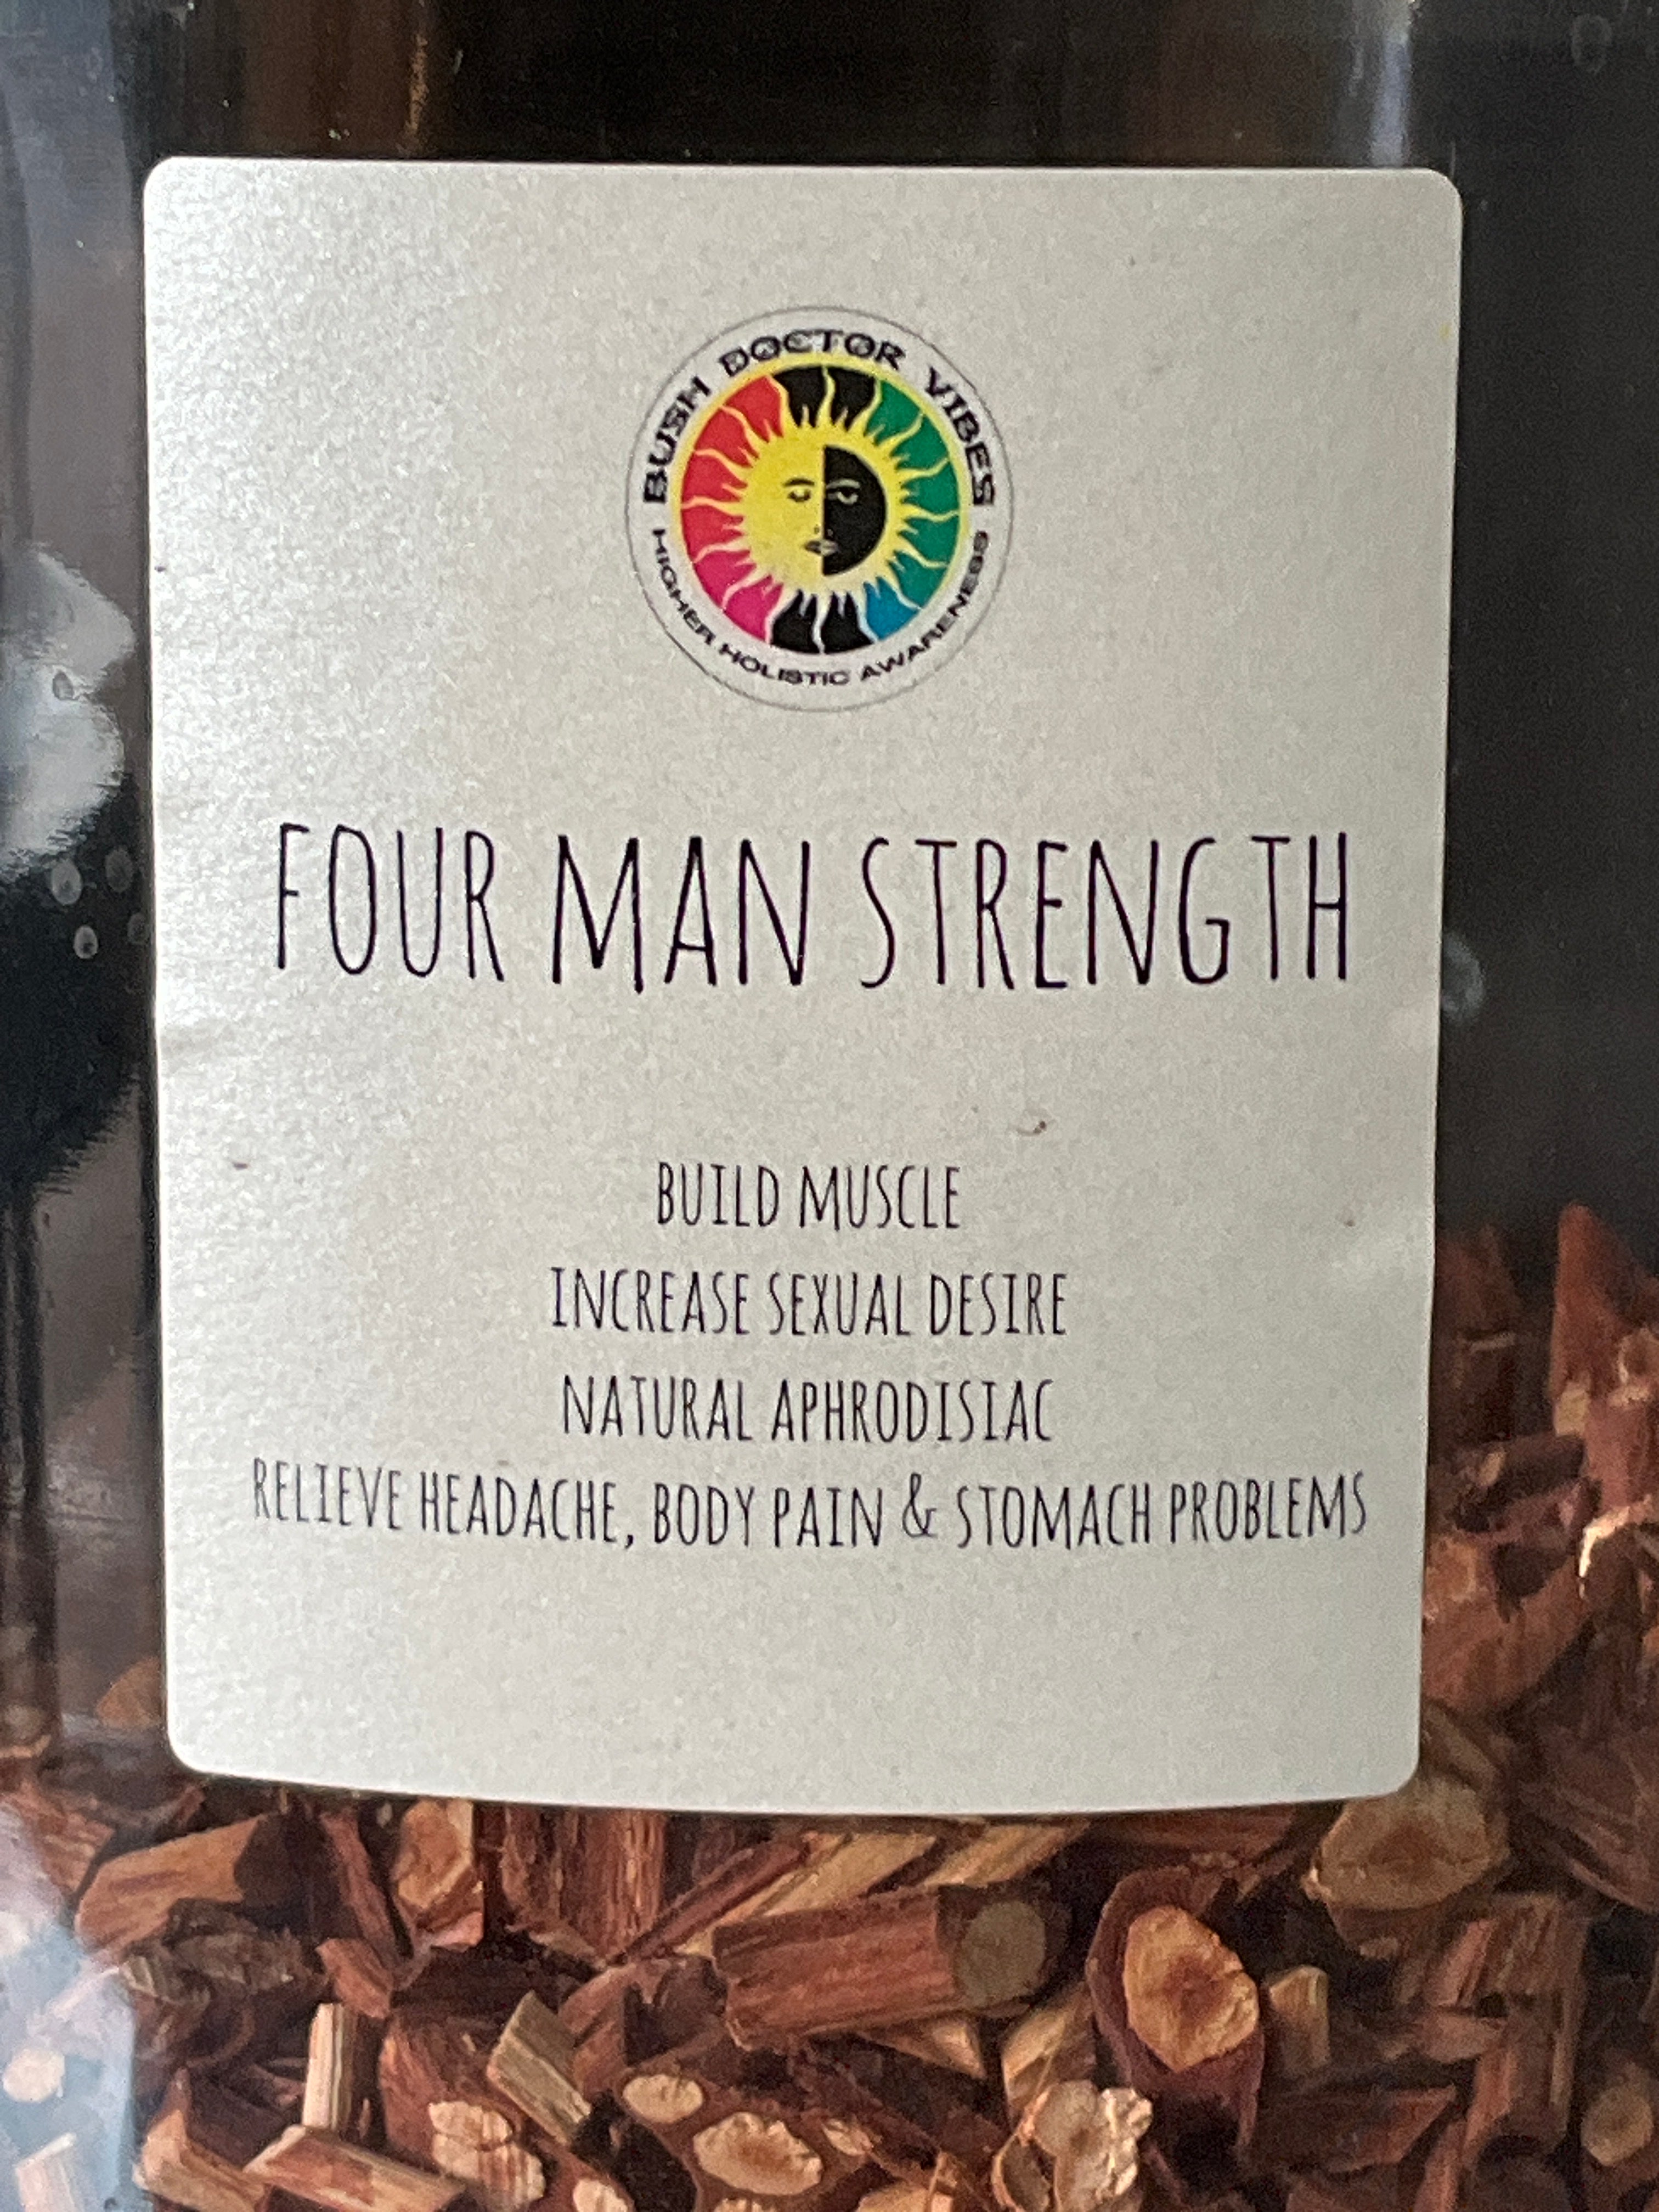 BUSH DOCTOR VIBES
HIGHER HOLISTIC AWARENESS
FOUR MAN STRENGTH
BUILD MUSCLE
INCREASE SEXUAL DESIRE
NATURAL APHRODISIAC
RELIEVE HEADACHE, BODY PAIN & STOMACH PROBLEMS